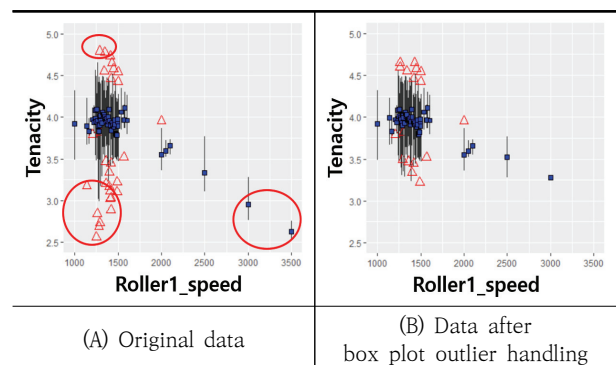 5.0
4.5
4.0
3.5
3.0
2.5
Tenacity
1000 1500 2000 2500 3000 3500
Roller1_speed
(A) Original data
5.0
4.5
4.0
3.5
3.0
2.5
Tenacity
1000 1500 2000 2500 3000 3500
Roller1_speed
(B) Data after
box plot outlier handling